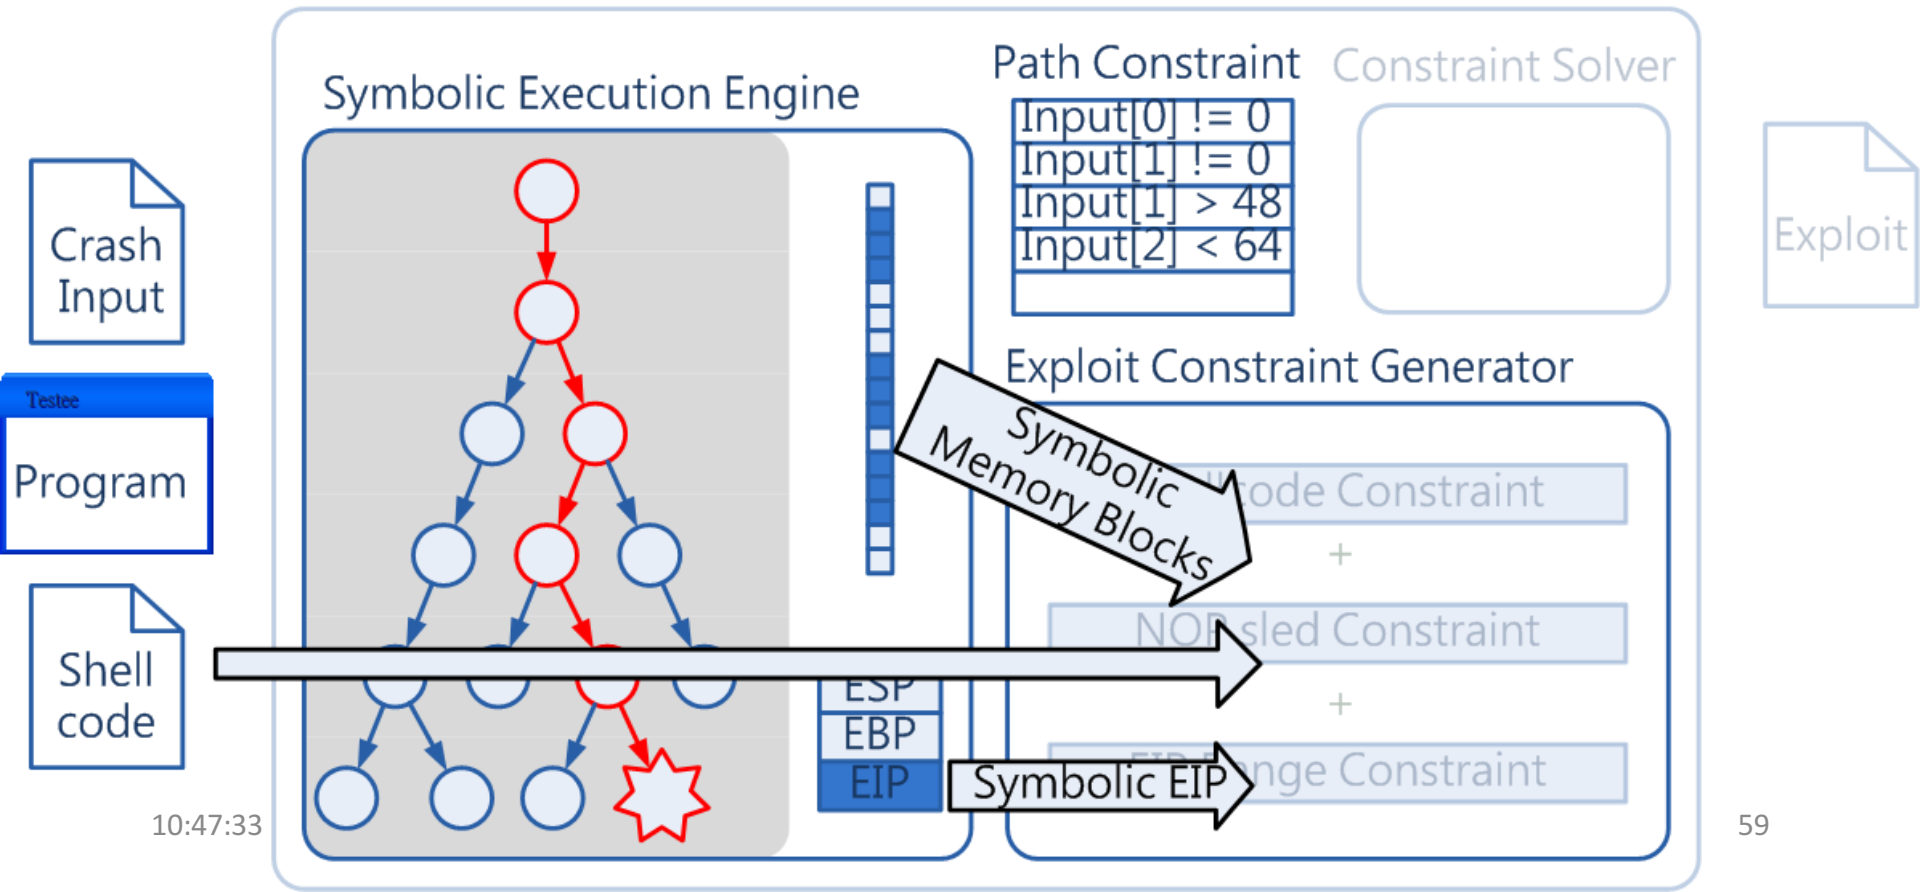 Symbolic Execution Engine
Path Constraint
Constraint Solver
Input[0] != 0
Input[1] != 0
Input[1] > 48
Input[2] < 64
Crash
Input
Testee
Program
Shell
code
Exploit
Exploit Constraint Generator
Symbolic
Memory Blocks
code Constraint
+
NOP sled Constraint
+
Constraint
ESP
EBP
EIP
Symbolic EIP
10:47:33
59